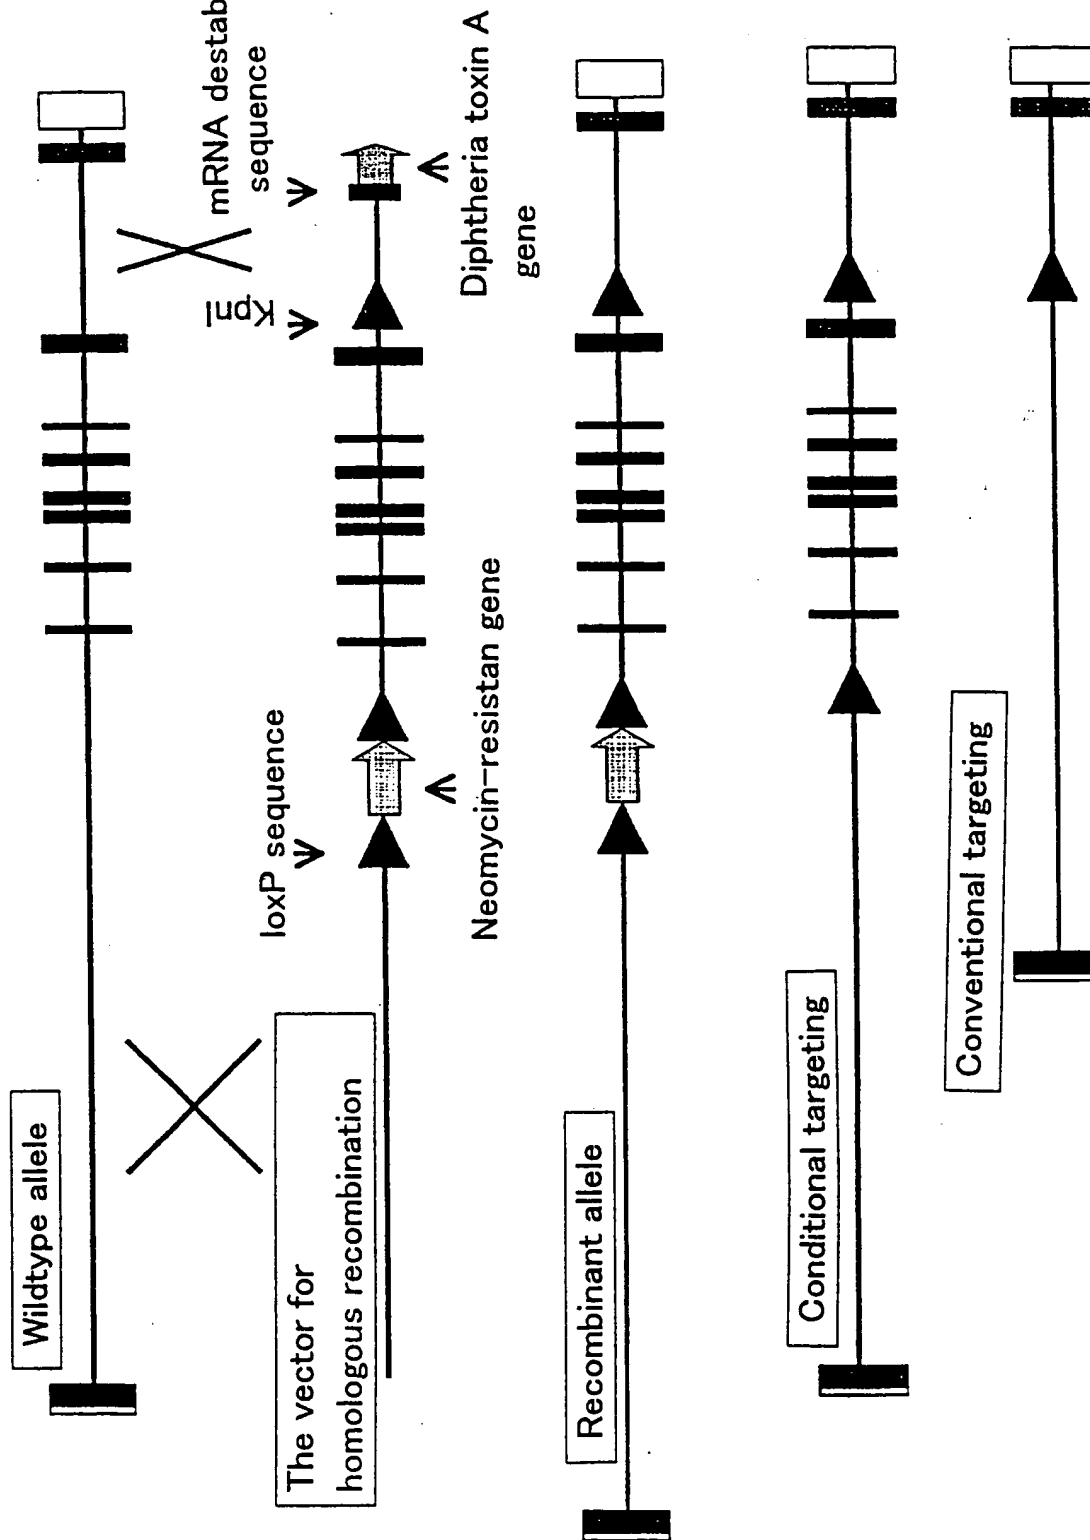 Wildtype allele
mRNA destab
sequence
KpnI
The vector for
homologous recombination
loxP sequence
Neomycin-resistan gene
Diphtheria toxin A
gene
Recombinant allele
Conditional targeting
Conventional targeting